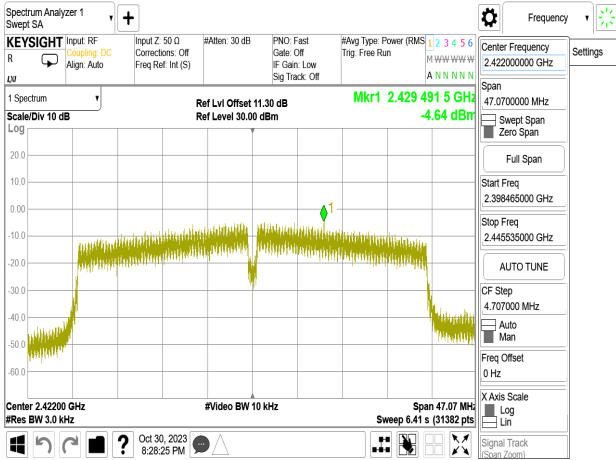 Spectrum Analyzer 1
Swept SA
Frequency
Settings
KEYSIGHT
R
Input: RF
Coupling: DC
Align: Auto
Input Z: 50 Ω
Corrections: Off
Freq Ref: Int (S)
#Atten: 30 dB
PNO: Fast
Gate: Off
IF Gain: Low
Sig Track: Off
#Avg Type: Power (RMS
Trig: Free Run
1 2 3 4 5 6
M W W W W W
A N N N N N
1 Spectrum
Scale/Div 10 dB
Log
Ref Lvl Offset 11.30 dB
Ref Level 30.00 dBm
Mkr1 2.429 491 5 GHz
-4.64 dBm
20.0
10.0
0.00
-10.0
-20.0
-30.0
-40.0
-50.0
-60.0
1
Center 2.42200 GHz
#Res BW 3.0 kHz
#Video BW 10 kHz
Span 47.07 MHz
Sweep 6.41 s (31382 pts)
Oct 30, 2023
8:28:25 PM
Center Frequency
2.422000000 GHz
Span
47.0700000 MHz
Swept Span
Zero Span
Full Span
Start Freq
2.398465000 GHz
Stop Freq
2.445535000 GHz
AUTO TUNE
CF Step
4.707000 MHz
Auto
Man
Freq Offset
0 Hz
X Axis Scale
Log
Lin
Signal Track
(Span Zoom)